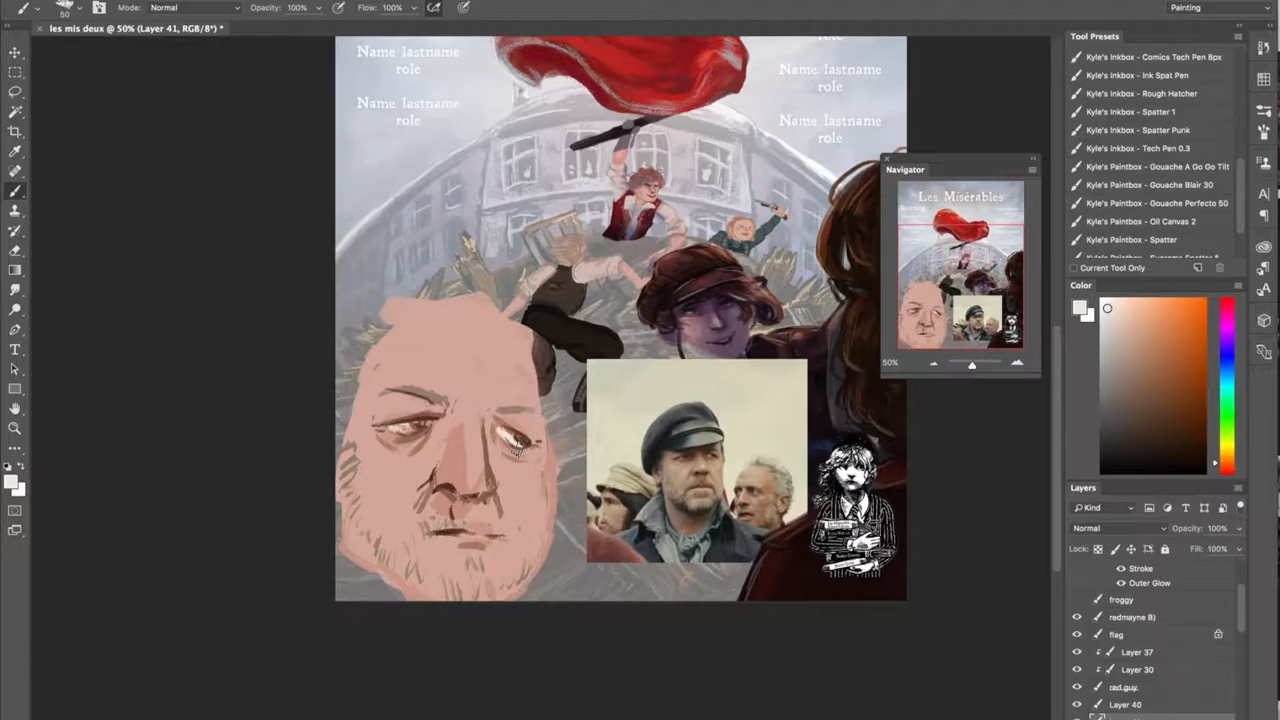 Mode: Normal Opacity: 100% Flow: 100% Painting
les mis deux @ 50% (Layer 41, RGB/8*) *
Name lastname
role
Name lastname
role
Name lastname
role
Name lastname
role
Tool Presets
Kyle's Inkbox - Comics Tech Pen 8px
Kyle's Inkbox - Ink Spat Pen
Kyle's Inkbox - Rough Hatcher
Kyle's Inkbox - Spatter 1
Kyle's Inkbox - Spatter Punk
Kyle's Inkbox - Tech Pen 0.3
Kyle's Paintbox - Gouache A Go Go Tilt
Kyle's Paintbox - Gouache Blair 30
Kyle's Paintbox - Gouache Perfecto 50
Kyle's Paintbox - Oil Canvas 2
Kyle's Paintbox - Spatter
Current Tool Only
Navigator
Les Misérables
50%
Color
Layers
Kind
Normal Opacity: 100%
Lock: Fill: 100%
Stroke
Outer Glow
froggy
redmayne B)
flag
Layer 37
Layer 30
red guy
Layer 40
50